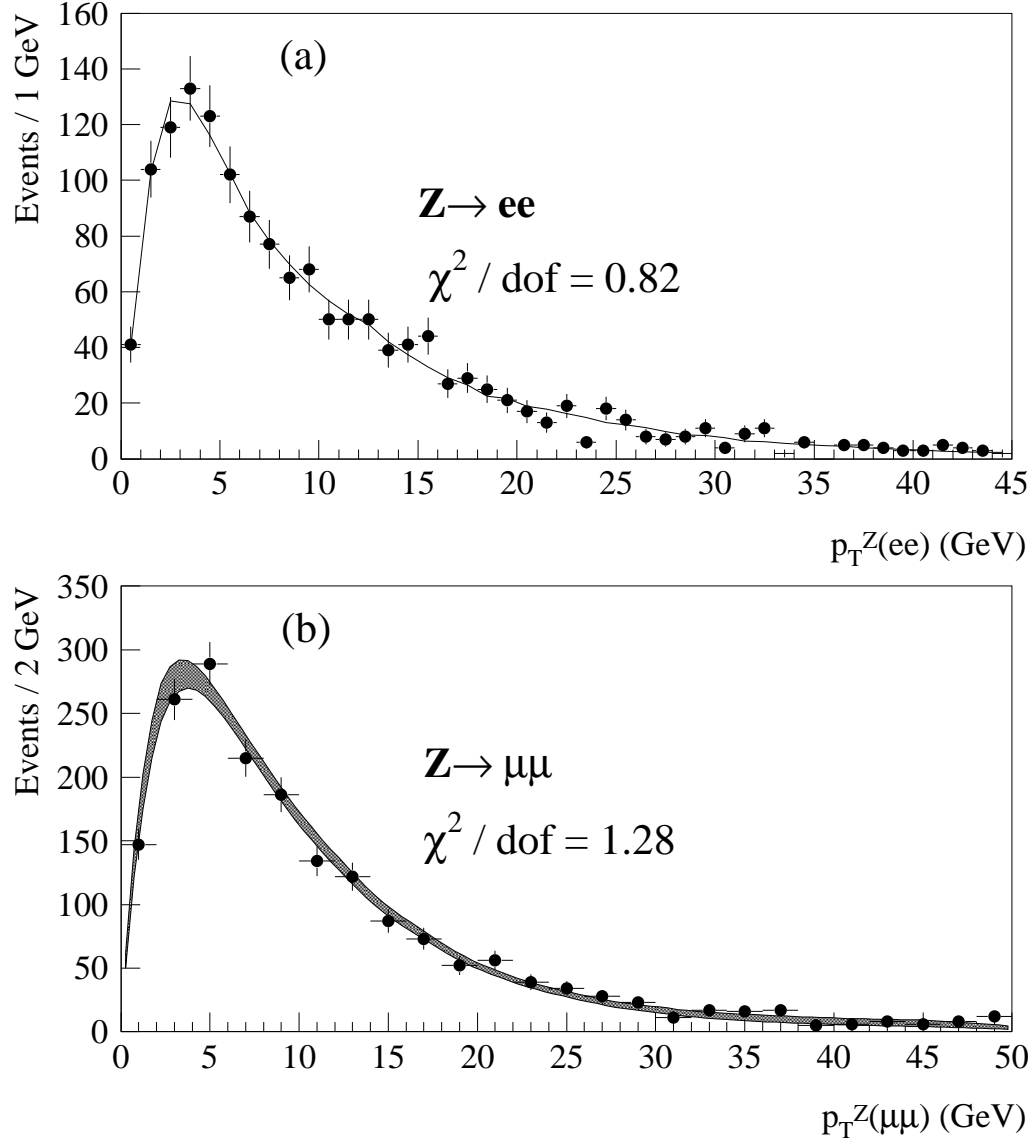 160
140
120
100
80
60
40
20
0
Events / 1 GeV
(a)
Z→ ee
χ² / dof = 0.82
0 5 10 15 20 25 30 35 40 45
p_T^Z(ee) (GeV)
350
300
250
200
150
100
50
0
Events / 2 GeV
(b)
Z→ μμ
χ² / dof = 1.28
0 5 10 15 20 25 30 35 40 45 50
p_T^Z(μμ) (GeV)